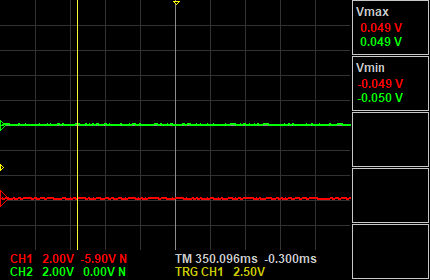 Vmax
0.049 V
0.049 V
Vmin
-0.049 V
-0.050 V
CH1 2.00V -5.90V N TM 350.096ms -0.300ms
CH2 2.00V 0.00V N TRG CH1 2.50V